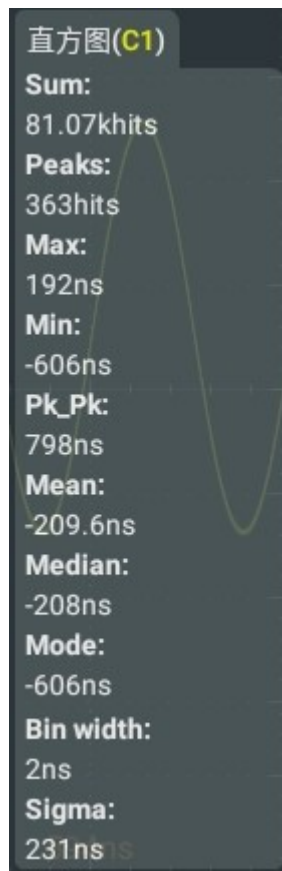 直方图(C1)
Sum:
81.07khits
Peaks:
363hits
Max:
192ns
Min:
-606ns
Pk_Pk:
798ns
Mean:
-209.6ns
Median:
-208ns
Mode:
-606ns
Bin width:
2ns
Sigma:
231ns